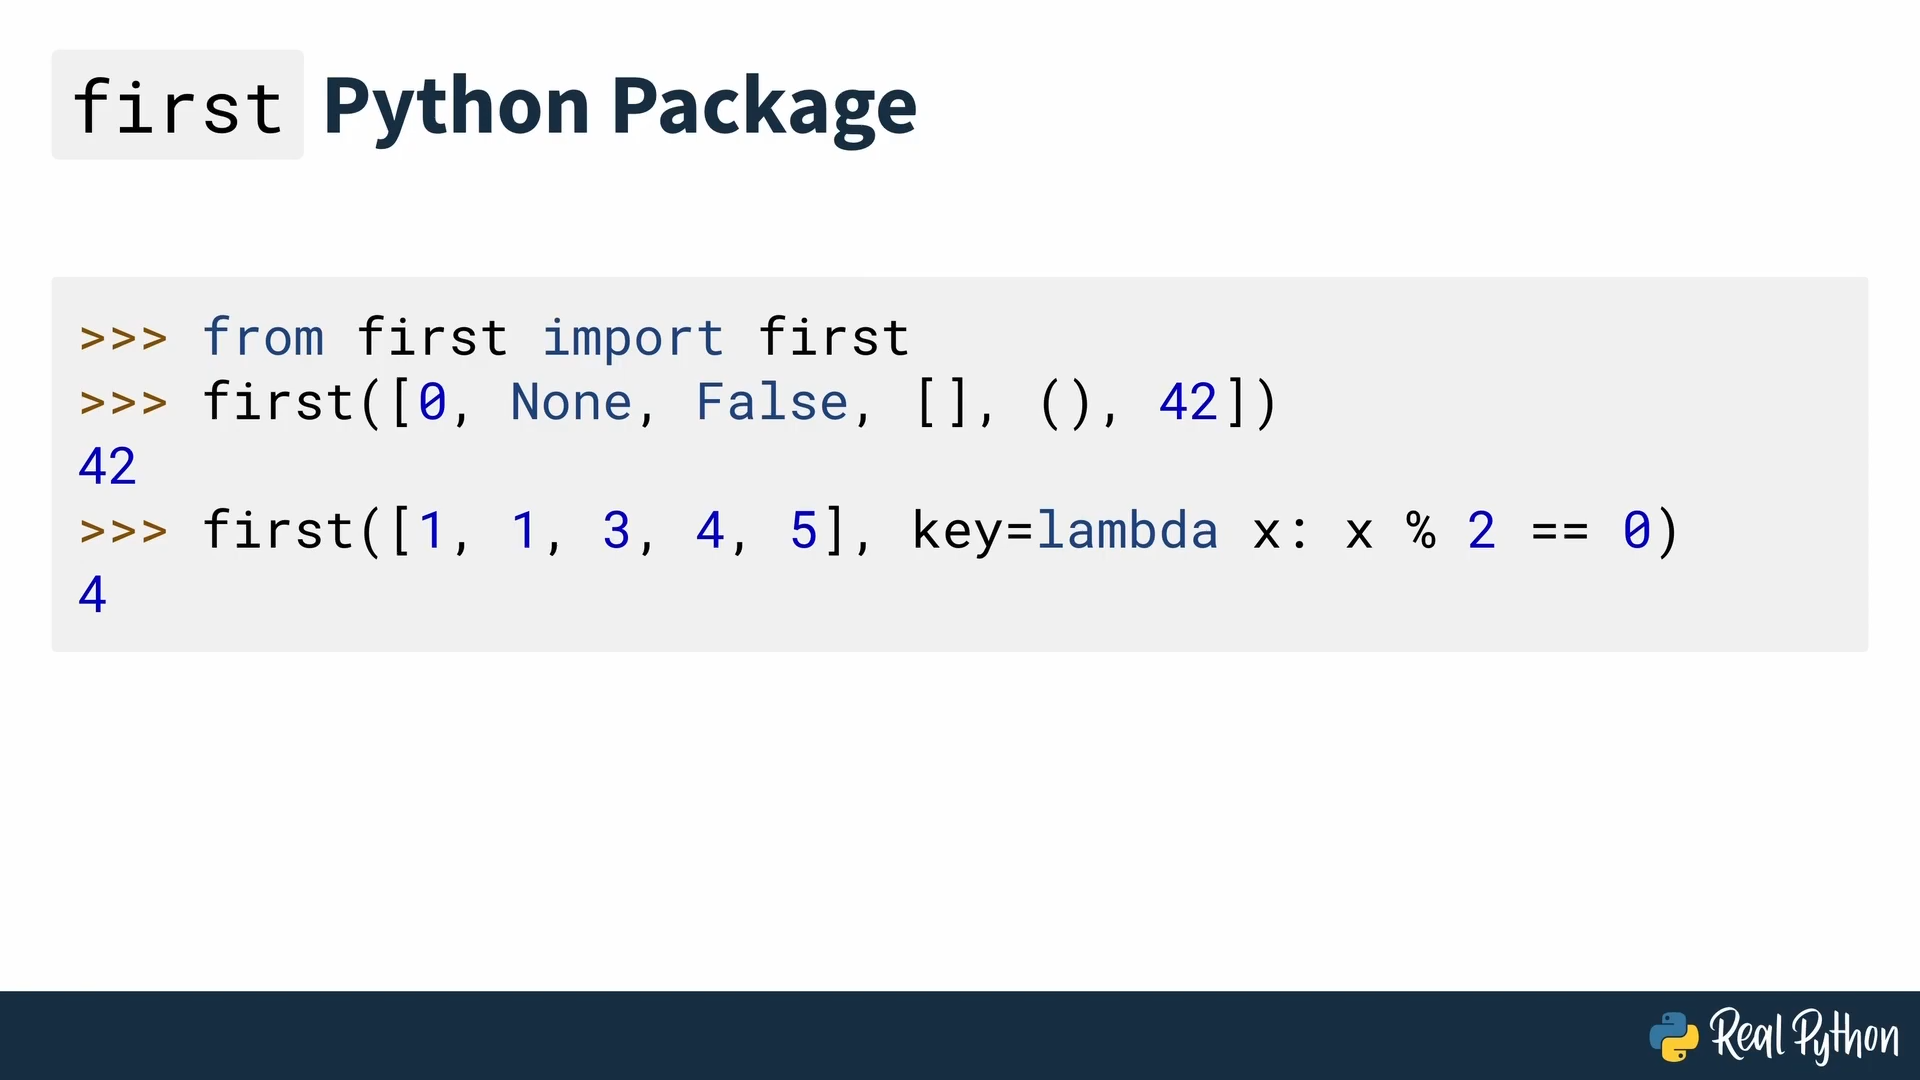 first Python Package
>>> from first import first
>>> first([0, None, False, [], (), 42])
42
>>> first([1, 1, 3, 4, 5], key=lambda x: x % 2 == 0)
4
Real Python